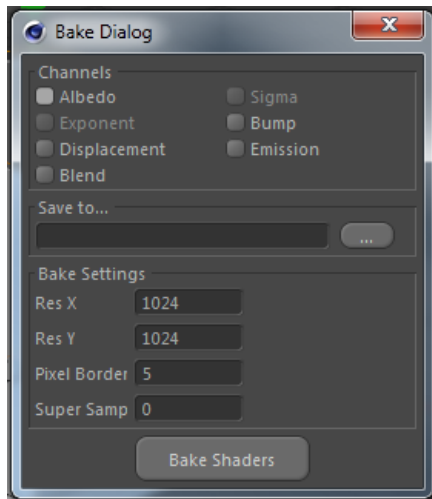 Bake Dialog
Channels
Albedo Sigma
Exponent Bump
Displacement Emission
Blend
Save to...
...
Bake Settings
Res X 1024
Res Y 1024
Pixel Border 5
Super Samp 0
Bake Shaders